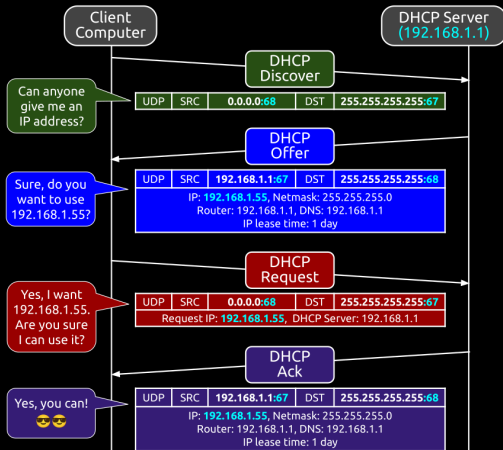 Client
Computer
DHCP Server
(192.168.1.1)
DHCP
Discover
Can anyone
give me an
IP address?
UDP SRC 0.0.0.0:68 DST 255.255.255.255:67
DHCP
Offer
Sure, do you
want to use
192.168.1.55?
UDP SRC 192.168.1.1:67 DST 255.255.255.255:68
IP: 192.168.1.55, Netmask: 255.255.255.0
Router: 192.168.1.1, DNS: 192.168.1.1
IP lease time: 1 day
DHCP
Request
Yes, I want
192.168.1.55.
Are you sure
I can use it?
UDP SRC 0.0.0.0:68 DST 255.255.255.255:67
Request IP: 192.168.1.55, DHCP Server: 192.168.1.1
DHCP
Ack
Yes, you can!
😎😎
UDP SRC 192.168.1.1:67 DST 255.255.255.255:68
IP: 192.168.1.55, Netmask: 255.255.255.0
Router: 192.168.1.1, DNS: 192.168.1.1
IP lease time: 1 day